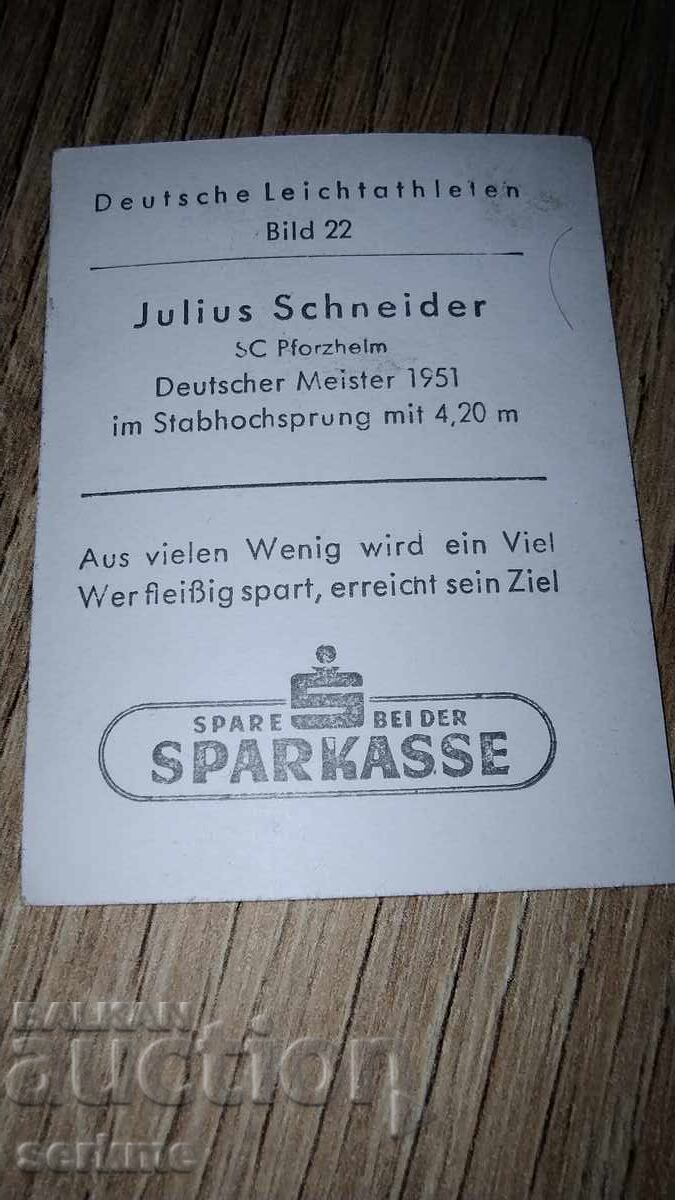 Deutsche Leichtathleten
Bild 22
Julius Schneider
SC Pforzheim
Deutscher Meister 1951
im Stabhochsprung mit 4,20 m
Aus vielen Wenig wird ein Viel
Wer fleißig spart, erreicht sein Ziel
SPARE BEI DER
SPARKASSE
BALKAN
auction
serkme